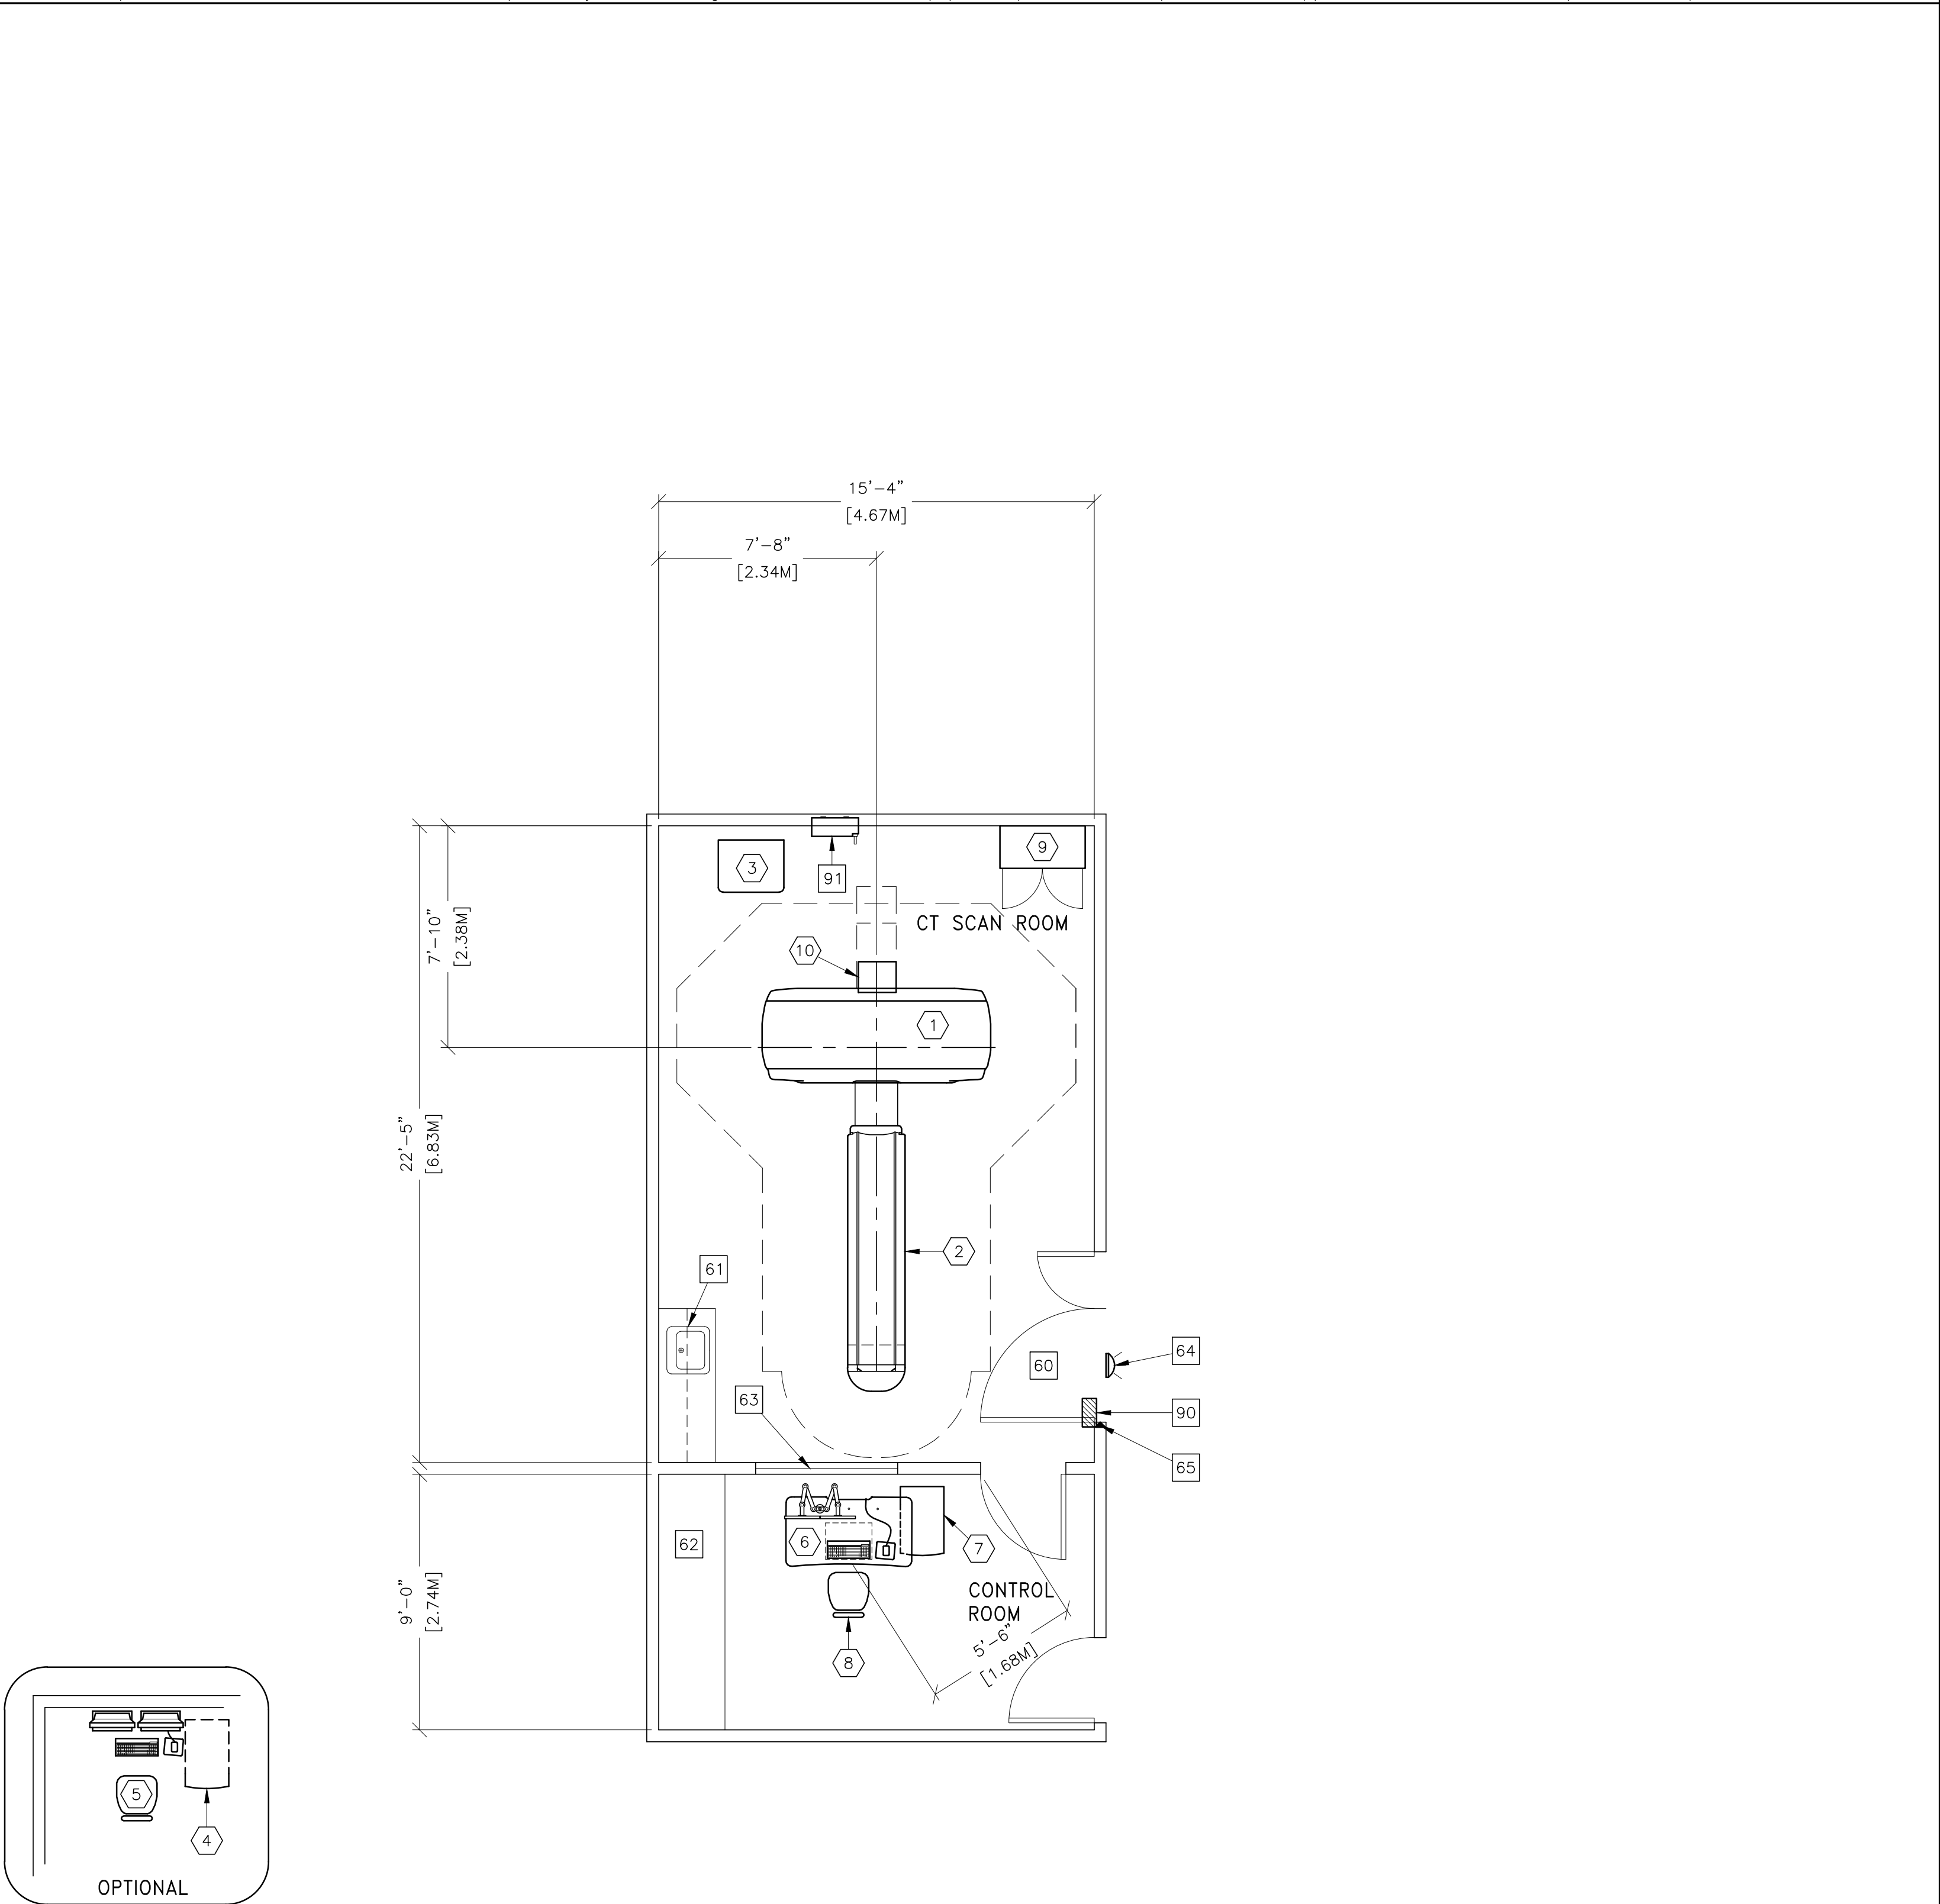 15'-4"
[4.67M]
7'-8"
[2.34M]
3
91
9
CT SCAN ROOM
7'-10"
[2.38M]
10
1
22'-5"
[6.83M]
2
61
60
64
63
90
65
62
6
7
CONTROL
ROOM
9'-0"
[2.74M]
5'-6"
[1.68M]
8
5
4
OPTIONAL